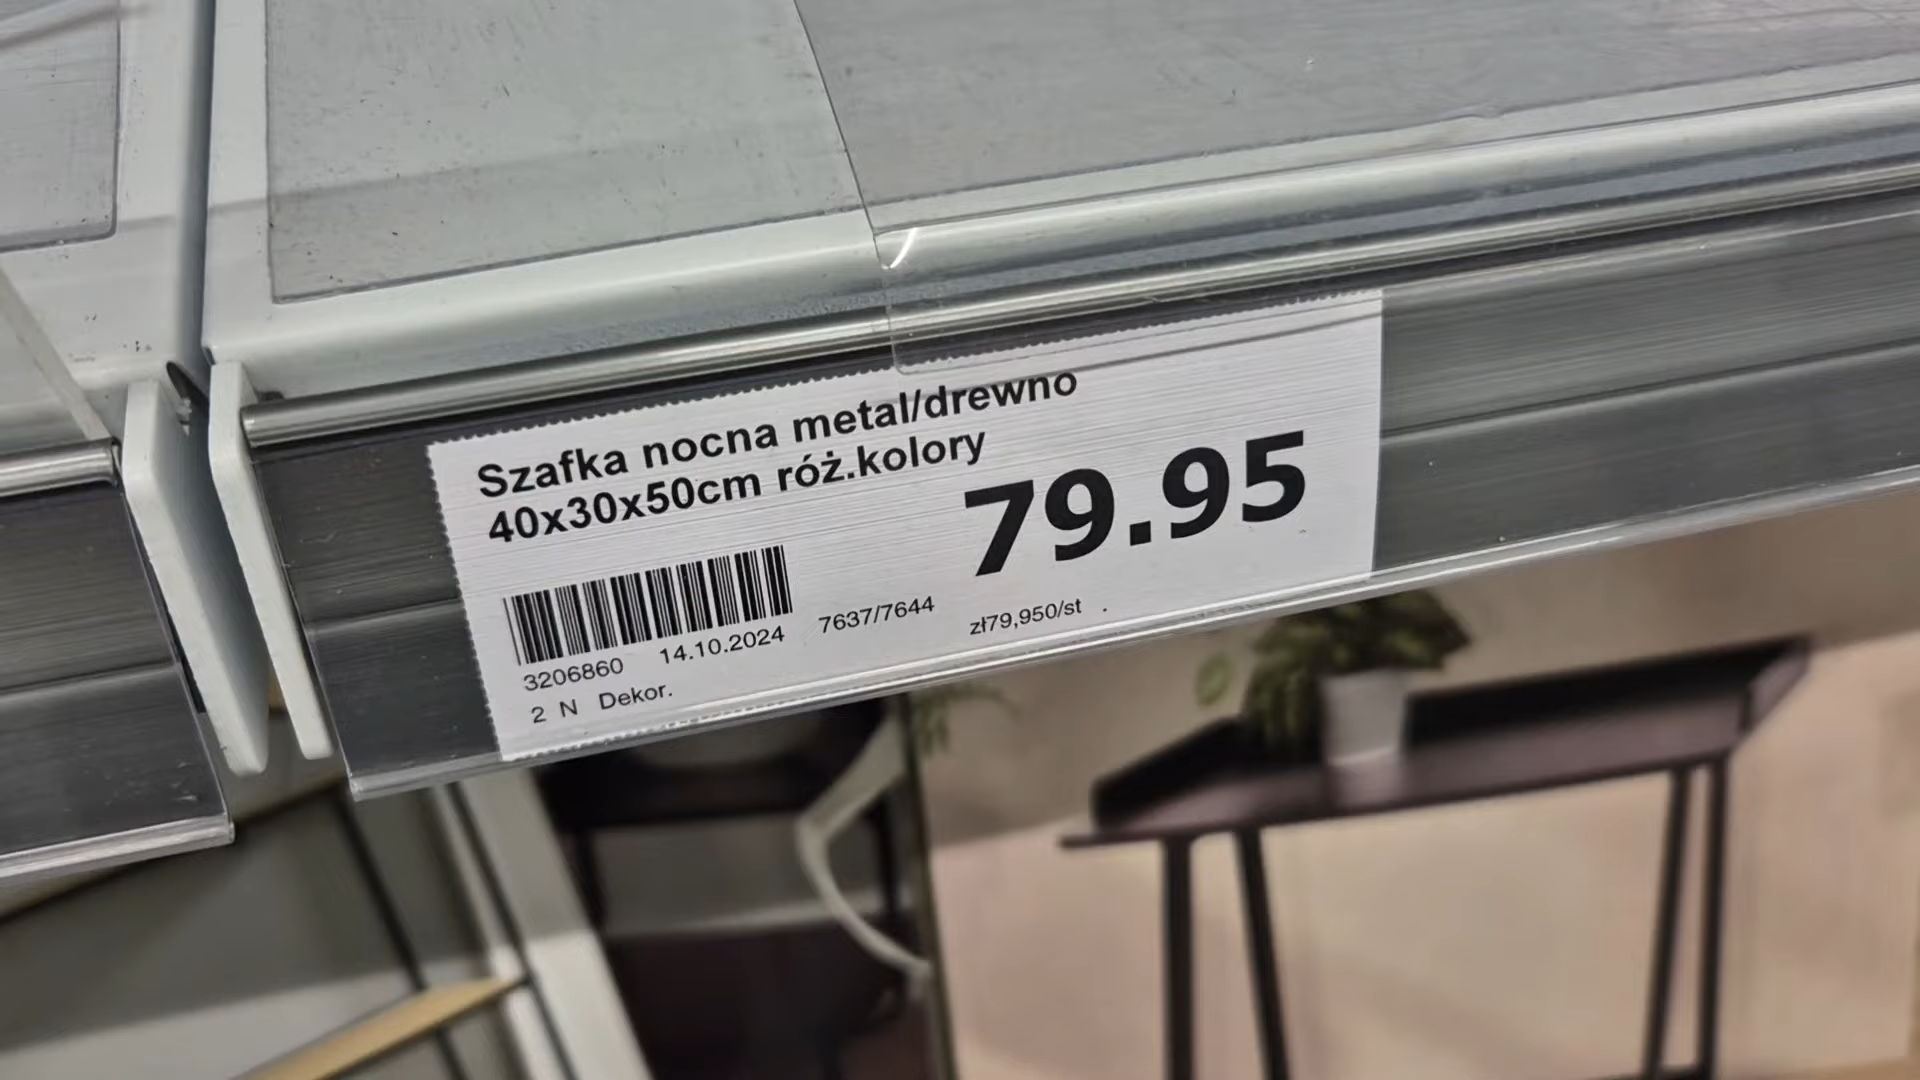 Szafka nocna metal/drewno
40x30x50cm róż.kolory
79.95
3206860 14.10.2024 7637/7644 zł79,950/st .
2 N Dekor.